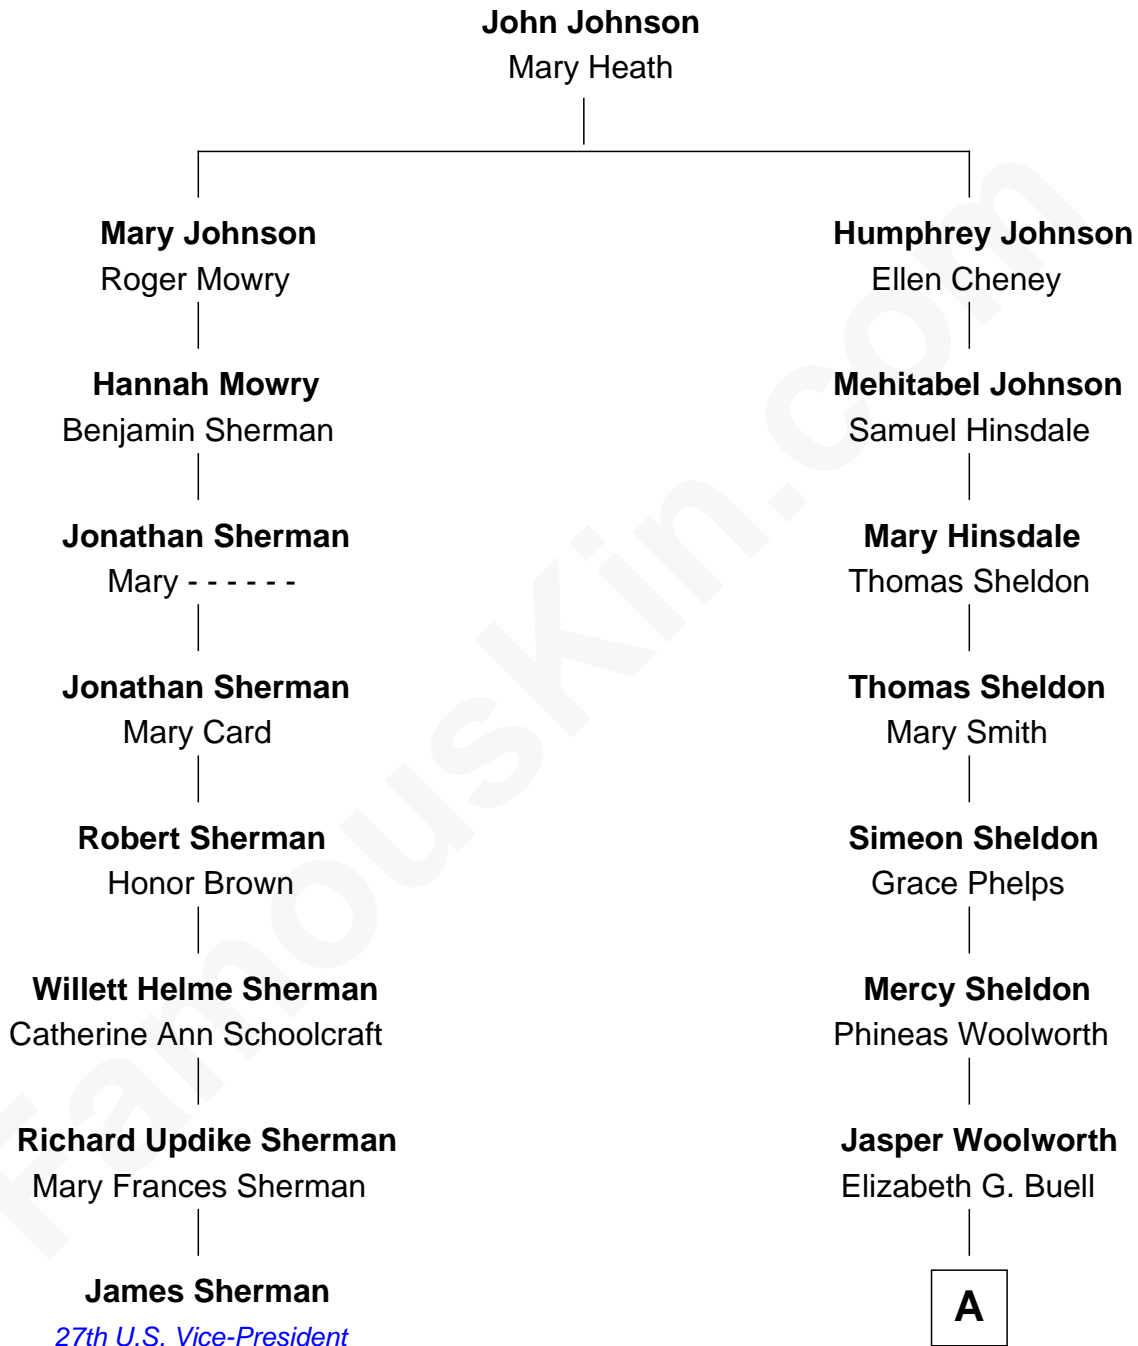 John Johnson
Mary Heath
Mary Johnson
Roger Mowry
Humphrey Johnson
Ellen Cheney
Hannah Mowry
Benjamin Sherman
Mehitabel Johnson
Samuel Hinsdale
Jonathan Sherman
Mary - - - - - -
Mary Hinsdale
Thomas Sheldon
Jonathan Sherman
Mary Card
Thomas Sheldon
Mary Smith
Robert Sherman
Honor Brown
Simeon Sheldon
Grace Phelps
Willett Helme Sherman
Catherine Ann Schoolcraft
Mercy Sheldon
Phineas Woolworth
Richard Updike Sherman
Mary Frances Sherman
Jasper Woolworth
Elizabeth G. Buell
James Sherman
27th U.S. Vice-President
A
FamousKin.com